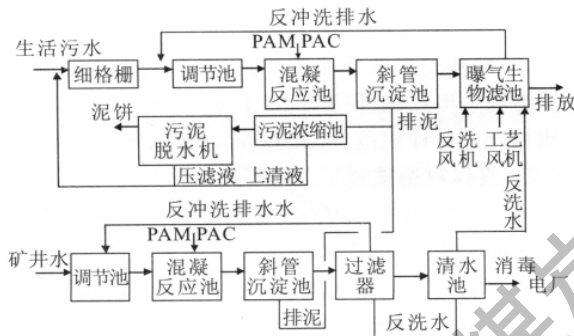 反冲洗排水
生活污水
PAM PAC
细格栅
调节池
混凝
反应池
斜管
沉淀池
曝气生
物滤池
排放
泥饼
污泥
脱水机
污泥浓缩池
排泥
反洗
风机
工艺
风机
压滤液 上清液
反洗水
反冲洗排水水
PAM PAC
矿井水
调节池
混凝
反应池
斜管
沉淀池
过滤
器
清水
池
消毒
电厂
排泥
反洗水